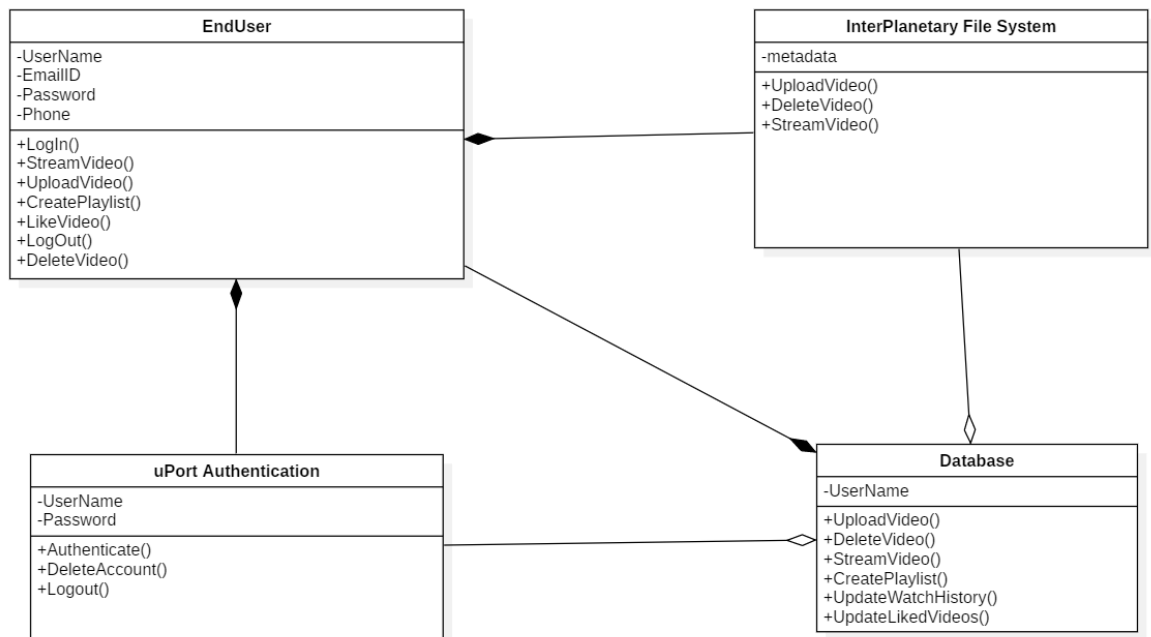 EndUser
-UserName
-EmailID
-Password
-Phone
+LogIn()
+StreamVideo()
+UploadVideo()
+CreatePlaylist()
+LikeVideo()
+LogOut()
+DeleteVideo()
InterPlanetary File System
-metadata
+UploadVideo()
+DeleteVideo()
+StreamVideo()
uPort Authentication
-UserName
-Password
+Authenticate()
+DeleteAccount()
+Logout()
Database
-UserName
+UploadVideo()
+DeleteVideo()
+StreamVideo()
+CreatePlaylist()
+UpdateWatchHistory()
+UpdateLikedVideos()